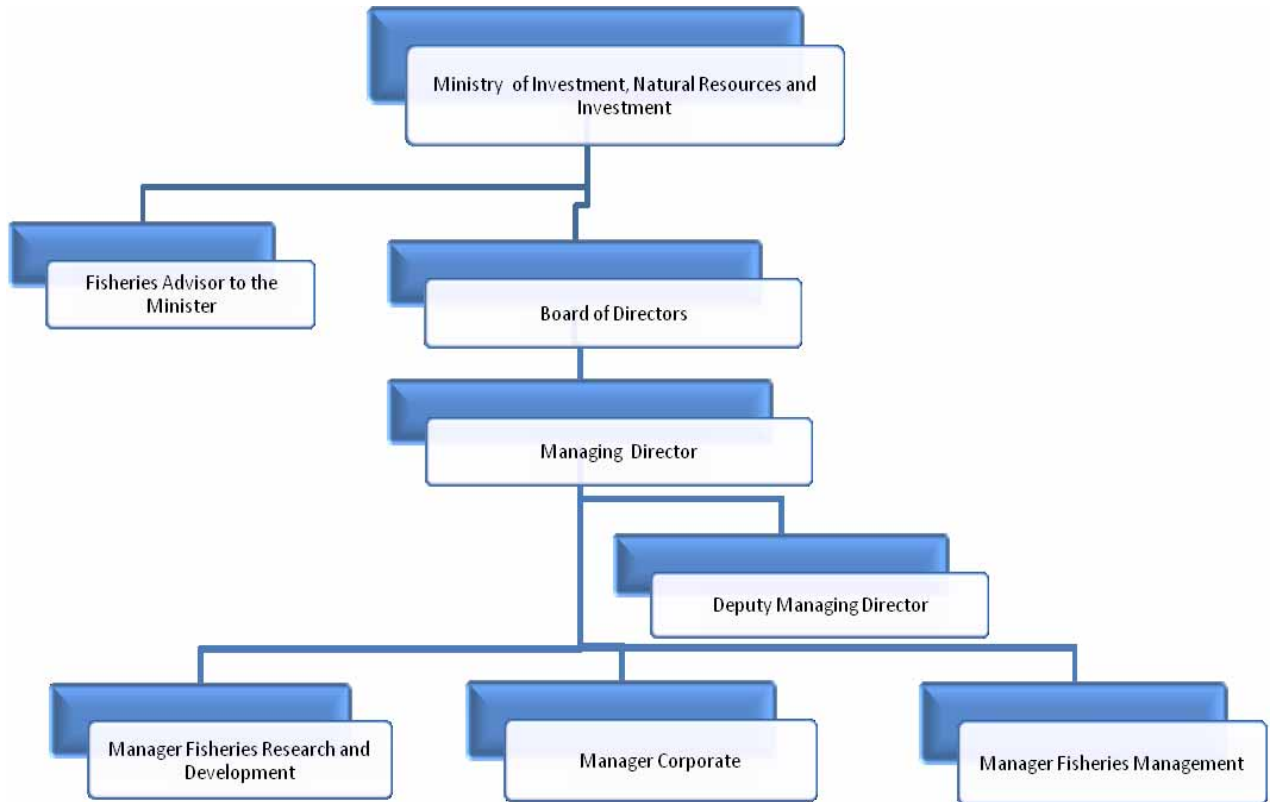 Ministry of Investment, Natural Resources and
Investment
Fisheries Advisor to the
Minister
Board of Directors
Managing Director
Deputy Managing Director
Manager Fisheries Research and
Development
Manager Corporate
Manager Fisheries Management